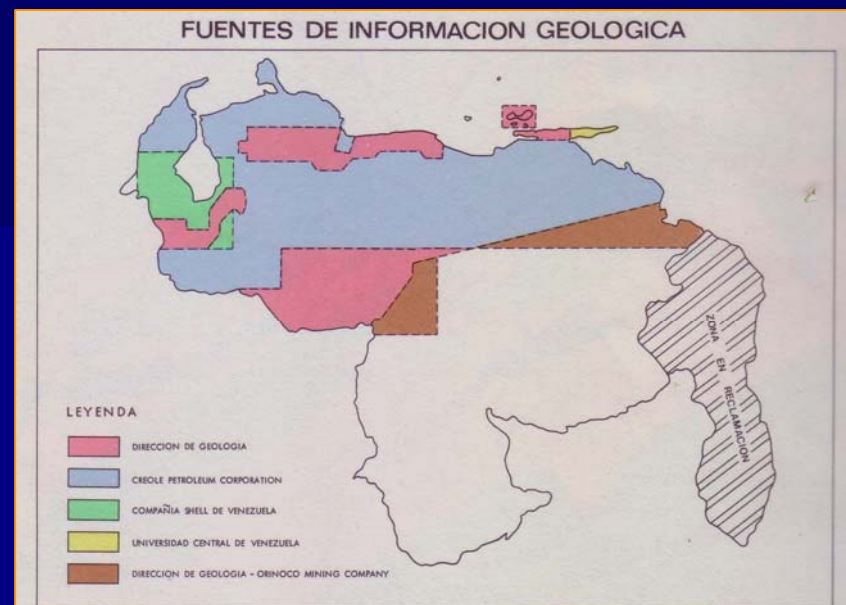 FUENTES DE INFORMACION GEOLOGICA
ZONA EN RECLAMACION
LEYENDA
DIRECCION DE GEOLOGIA
CREOLE PETROLEUM CORPORATION
COMPAÑIA SHELL DE VENEZUELA
UNIVERSIDAD CENTRAL DE VENEZUELA
DIRECCION DE GEOLOGIA - ORINOCO MINING COMPANY